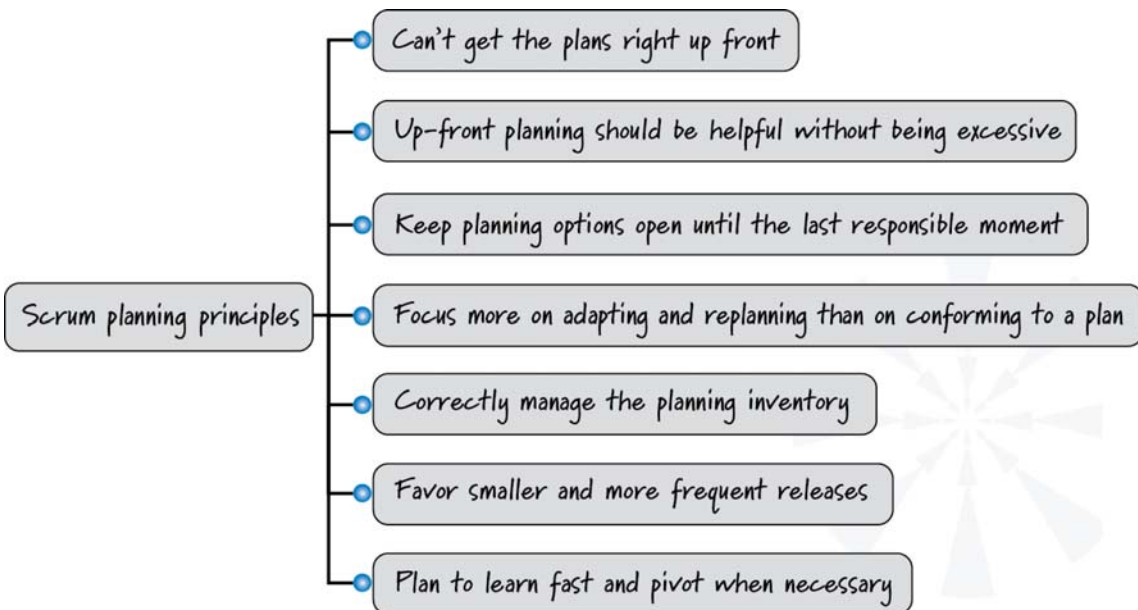 Can't get the plans right up front
Up-front planning should be helpful without being excessive
Keep planning options open until the last responsible moment
Scrum planning principles
Focus more on adapting and replanning than on conforming to a plan
Correctly manage the planning inventory
Favor smaller and more frequent releases
Plan to learn fast and pivot when necessary